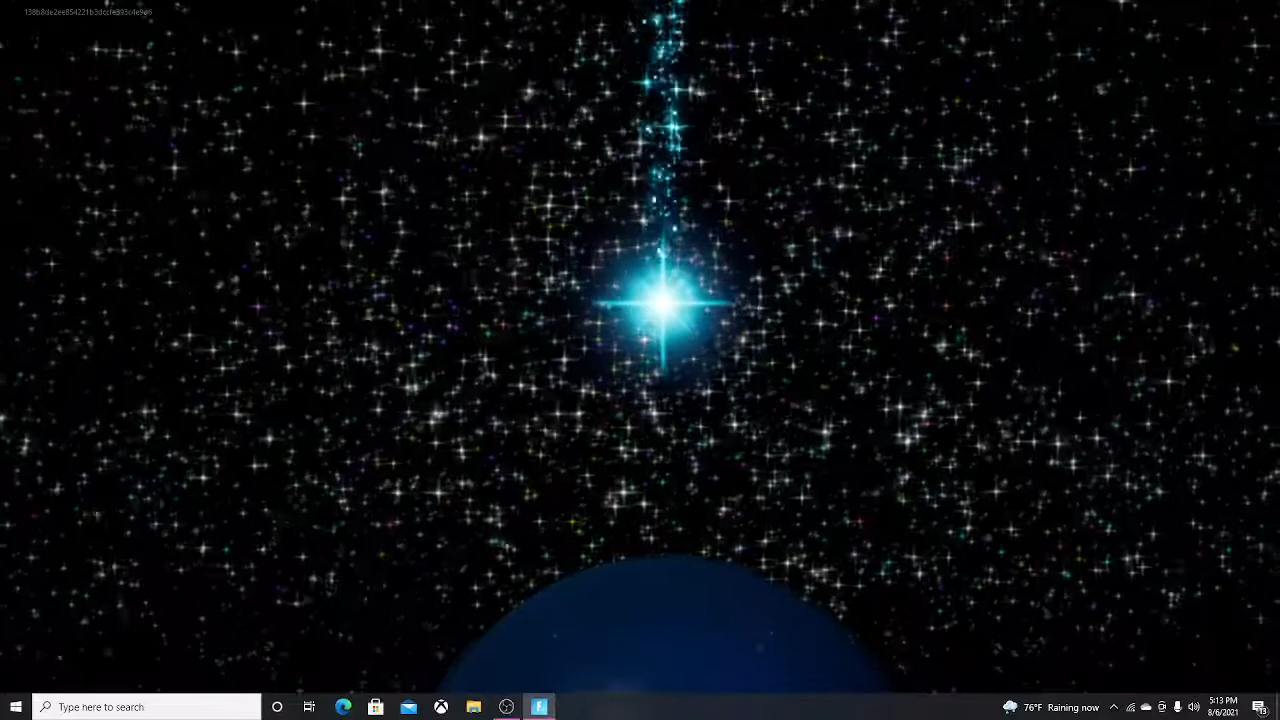 Type here to search
F
76°F Raining now
5:13 PM
8/6/2021